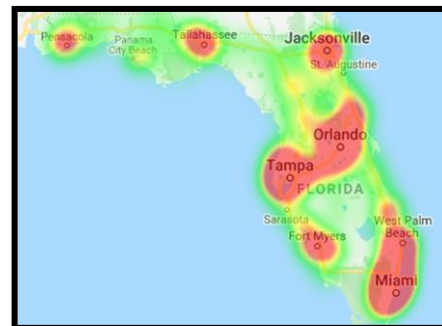 Pensacola
Panama
City Beach
Tallahassee
Jacksonville
St. Augustine
Orlando
Tampa
FLORIDA
Sarasota
Fort Myers
West Palm
Beach
Miami